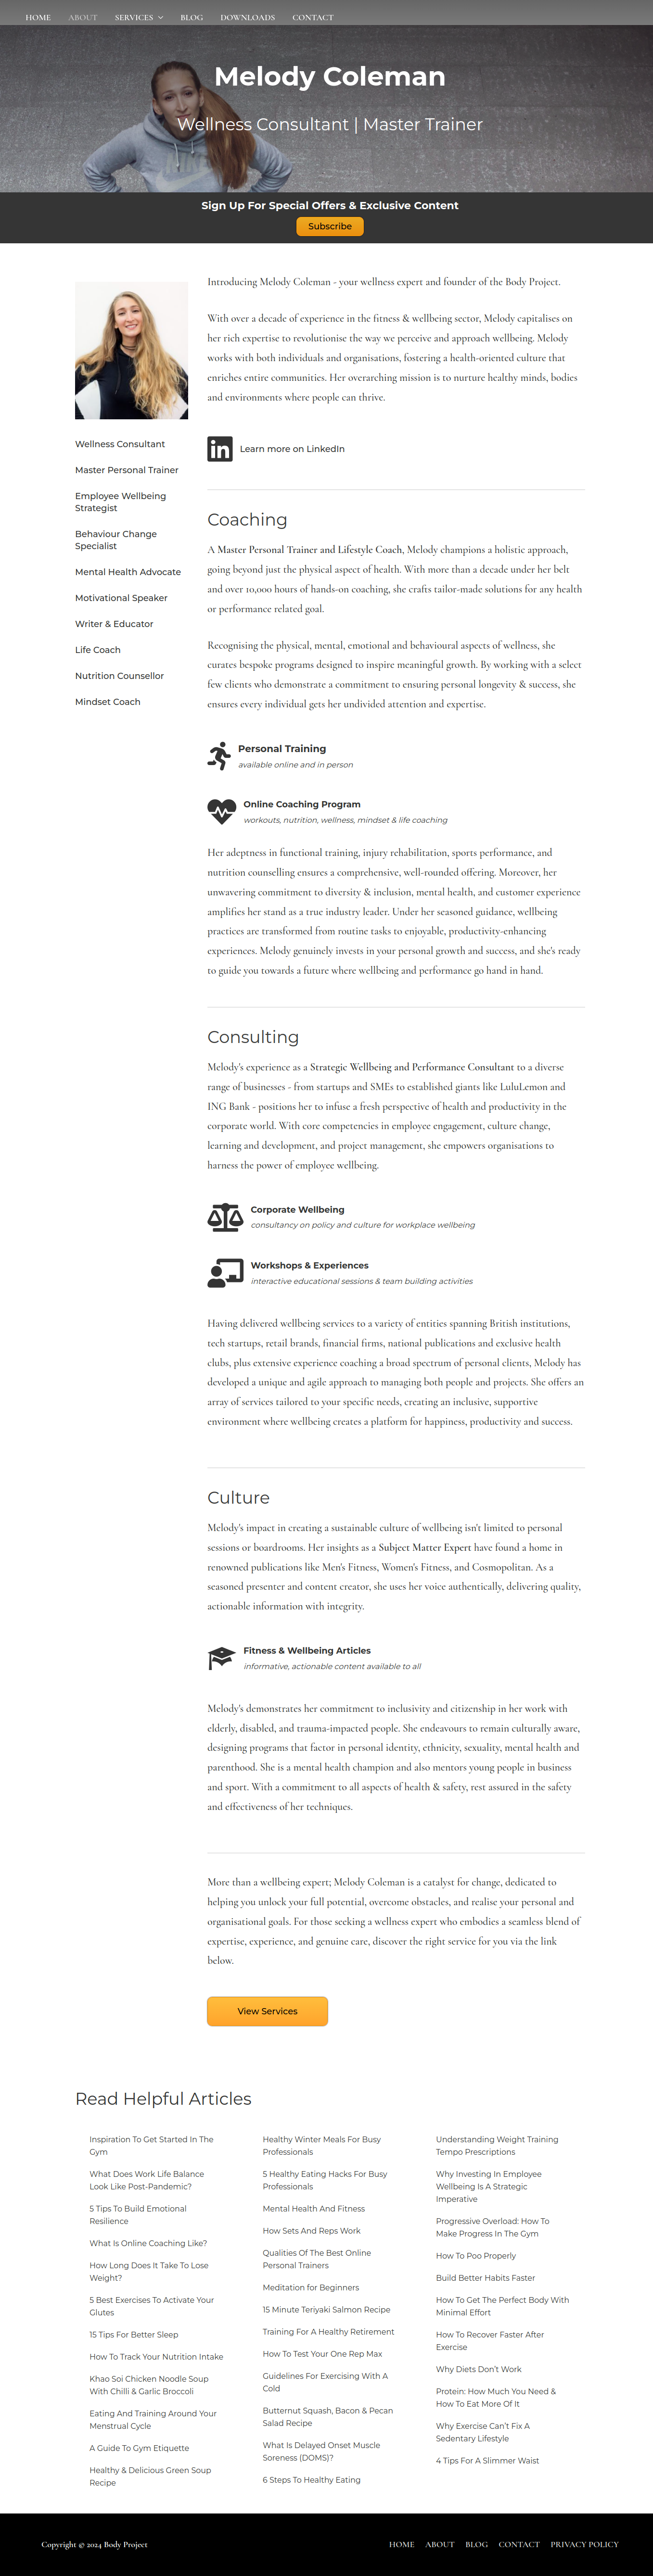 HOME ABOUT SERVICES BLOG DOWNLOADS CONTACT
Melody Coleman
Wellness Consultant | Master Trainer
Sign Up For Special Offers & Exclusive Content
Subscribe
Wellness Consultant
Master Personal Trainer
Employee Wellbeing
Strategist
Behaviour Change
Specialist
Mental Health Advocate
Motivational Speaker
Writer & Educator
Life Coach
Nutrition Counsellor
Mindset Coach
Introducing Melody Coleman - your wellness expert and founder of the Body Project.
With over a decade of experience in the fitness & wellbeing sector, Melody capitalises on
her rich expertise to revolutionise the way we perceive and approach wellbeing. Melody
works with both individuals and organisations, fostering a health-oriented culture that
enriches entire communities. Her overarching mission is to nurture healthy minds, bodies
and environments where people can thrive.
Learn more on LinkedIn
Coaching
A Master Personal Trainer and Lifestyle Coach, Melody champions a holistic approach,
going beyond just the physical aspect of health. With more than a decade under her belt
and over 10,000 hours of hands-on coaching, she crafts tailor-made solutions for any health
or performance related goal.
Recognising the physical, mental, emotional and behavioural aspects of wellness, she
curates bespoke programs designed to inspire meaningful growth. By working with a select
few clients who demonstrate a commitment to ensuring personal longevity & success, she
ensures every individual gets her undivided attention and expertise.
Personal Training
available online and in person
Online Coaching Program
workouts, nutrition, wellness, mindset & life coaching
Her adeptness in functional training, injury rehabilitation, sports performance, and
nutrition counselling ensures a comprehensive, well-rounded offering. Moreover, her
unwavering commitment to diversity & inclusion, mental health, and customer experience
amplifies her stand as a true industry leader. Under her seasoned guidance, wellbeing
practices are transformed from routine tasks to enjoyable, productivity-enhancing
experiences. Melody genuinely invests in your personal growth and success, and she's ready
to guide you towards a future where wellbeing and performance go hand in hand.
Consulting
Melody's experience as a Strategic Wellbeing and Performance Consultant to a diverse
range of businesses - from startups and SMEs to established giants like LuluLemon and
ING Bank - positions her to infuse a fresh perspective of health and productivity in the
corporate world. With core competencies in employee engagement, culture change,
learning and development, and project management, she empowers organisations to
harness the power of employee wellbeing.
Corporate Wellbeing
consultancy on policy and culture for workplace wellbeing
Workshops & Experiences
interactive educational sessions & team building activities
Having delivered wellbeing services to a variety of entities spanning British institutions,
tech startups, retail brands, financial firms, national publications and exclusive health
clubs, plus extensive experience coaching a broad spectrum of personal clients, Melody has
developed a unique and agile approach to managing both people and projects. She offers an
array of services tailored to your specific needs, creating an inclusive, supportive
environment where wellbeing creates a platform for happiness, productivity and success.
Culture
Melody's impact in creating a sustainable culture of wellbeing isn't limited to personal
sessions or boardrooms. Her insights as a Subject Matter Expert have found a home in
renowned publications like Men's Fitness, Women's Fitness, and Cosmopolitan. As a
seasoned presenter and content creator, she uses her voice authentically, delivering quality,
actionable information with integrity.
Fitness & Wellbeing Articles
informative, actionable content available to all
Melody's demonstrates her commitment to inclusivity and citizenship in her work with
elderly, disabled, and trauma-impacted people. She endeavours to remain culturally aware,
designing programs that factor in personal identity, ethnicity, sexuality, mental health and
parenthood. She is a mental health champion and also mentors young people in business
and sport. With a commitment to all aspects of health & safety, rest assured in the safety
and effectiveness of her techniques.
More than a wellbeing expert; Melody Coleman is a catalyst for change, dedicated to
helping you unlock your full potential, overcome obstacles, and realise your personal and
organisational goals. For those seeking a wellness expert who embodies a seamless blend of
expertise, experience, and genuine care, discover the right service for you via the link
below.
View Services
Read Helpful Articles
Inspiration To Get Started In The
Gym
What Does Work Life Balance
Look Like Post-Pandemic?
5 Tips To Build Emotional
Resilience
What Is Online Coaching Like?
How Long Does It Take To Lose
Weight?
5 Best Exercises To Activate Your
Glutes
15 Tips For Better Sleep
How To Track Your Nutrition Intake
Khao Soi Chicken Noodle Soup
With Chilli & Garlic Broccoli
Eating And Training Around Your
Menstrual Cycle
A Guide To Gym Etiquette
Healthy & Delicious Green Soup
Recipe
Healthy Winter Meals For Busy
Professionals
5 Healthy Eating Hacks For Busy
Professionals
Mental Health And Fitness
How Sets And Reps Work
Qualities Of The Best Online
Personal Trainers
Meditation for Beginners
15 Minute Teriyaki Salmon Recipe
Training For A Healthy Retirement
How To Test Your One Rep Max
Guidelines For Exercising With A
Cold
Butternut Squash, Bacon & Pecan
Salad Recipe
What Is Delayed Onset Muscle
Soreness (DOMS)?
6 Steps To Healthy Eating
Understanding Weight Training
Tempo Prescriptions
Why Investing In Employee
Wellbeing Is A Strategic
Imperative
Progressive Overload: How To
Make Progress In The Gym
How To Poo Properly
Build Better Habits Faster
How To Get The Perfect Body With
Minimal Effort
How To Recover Faster After
Exercise
Why Diets Don't Work
Protein: How Much You Need &
How To Eat More Of It
Why Exercise Can't Fix A
Sedentary Lifestyle
4 Tips For A Slimmer Waist
Copyright © 2024 Body Project
HOME ABOUT BLOG CONTACT PRIVACY POLICY